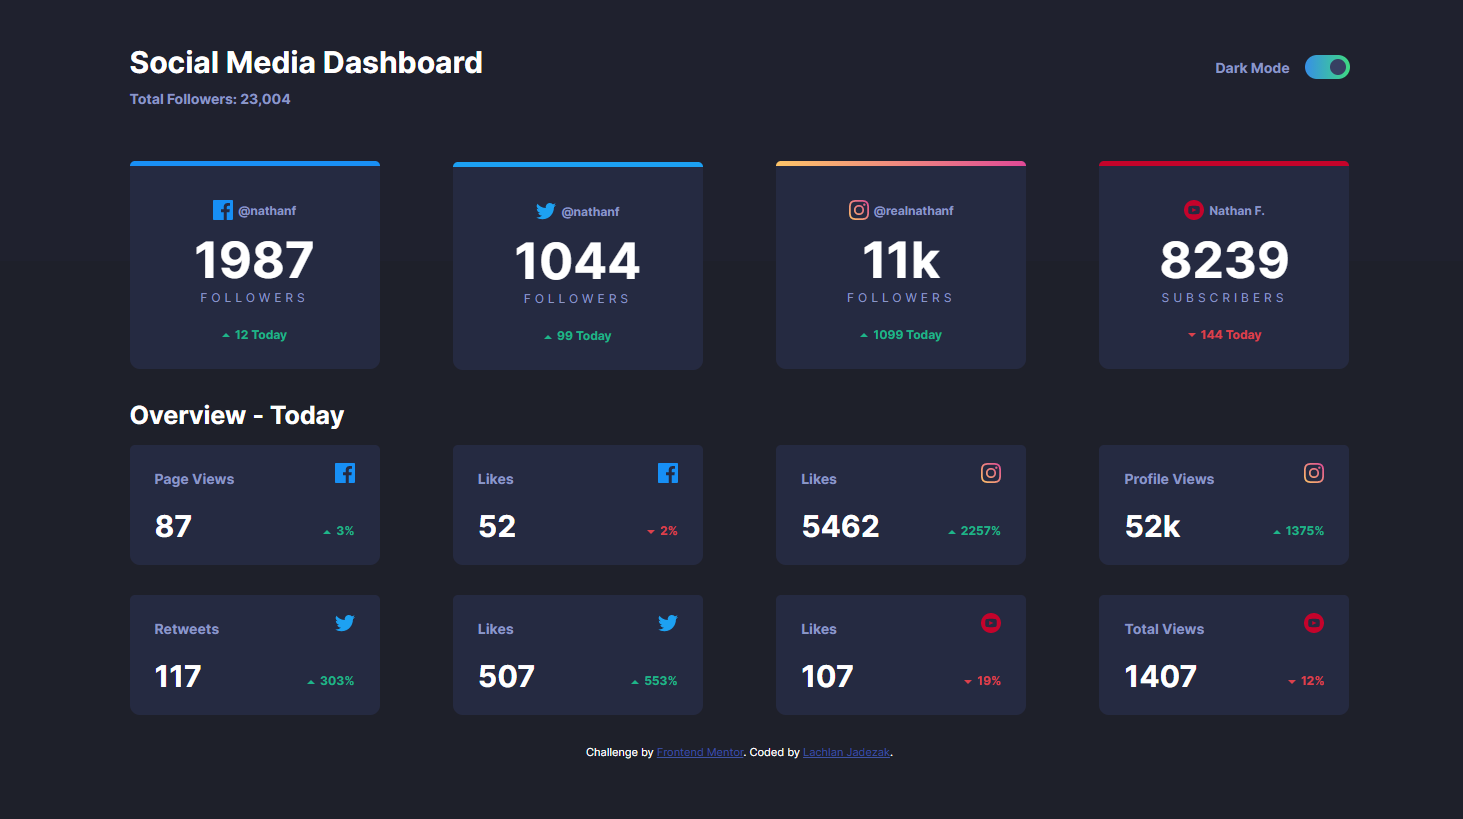 Social Media Dashboard
Total Followers: 23,004
Dark Mode
@nathanf
1987
FOLLOWERS
12 Today
@nathanf
1044
FOLLOWERS
99 Today
@realnathanf
11k
FOLLOWERS
1099 Today
Nathan F.
8239
SUBSCRIBERS
144 Today
Overview - Today
Page Views
87
3%
Likes
52
2%
Likes
5462
2257%
Profile Views
52k
1375%
Retweets
117
303%
Likes
507
553%
Likes
107
19%
Total Views
1407
12%
Challenge by Frontend Mentor. Coded by Lachlan Jadezak.